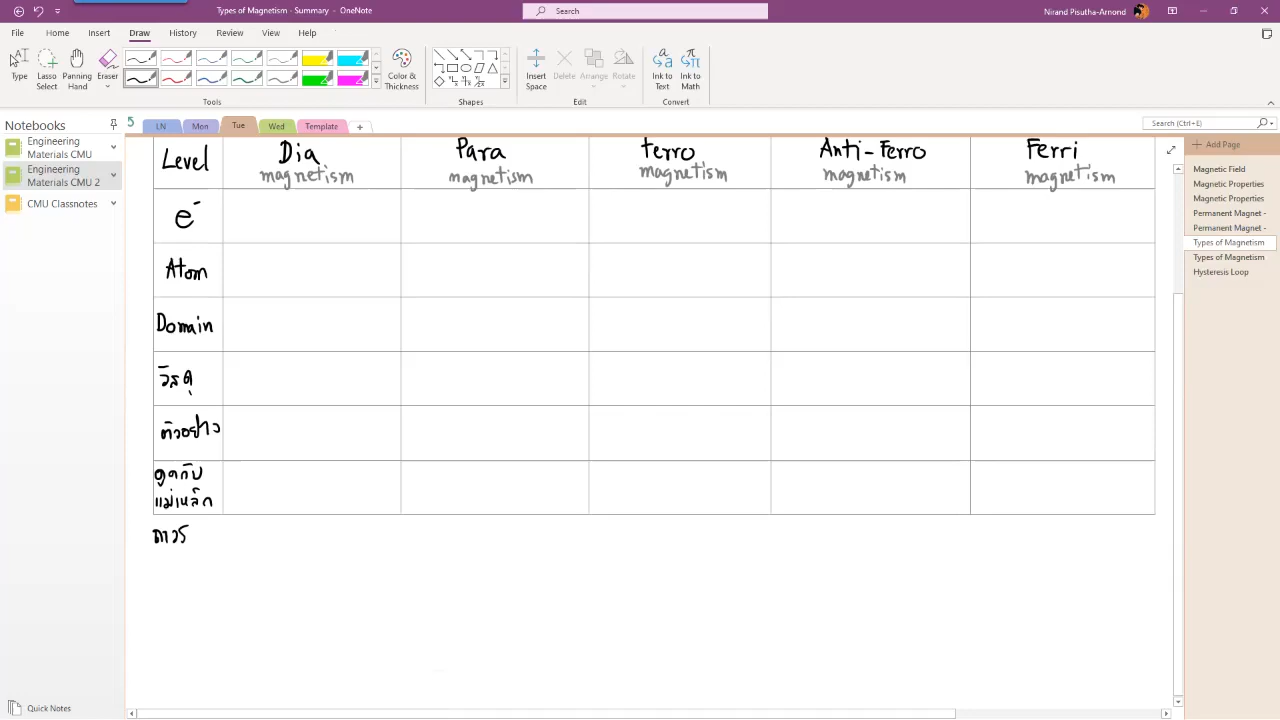 Types of Magnetism - Summary - OneNote
Search
Nirand Pisutha-Arnond
File Home Insert Draw History Review View Help
Type
Lasso Select
Panning Hand
Eraser
Color & Thickness
Insert Space
Delete
Arrange
Rotate
Ink to Text
Ink to Math
Tools
Shapes
Edit
Convert
Notebooks
LN Mon Tue Wed Template
Search (Ctrl+E)
Engineering Materials CMU
Engineering Materials CMU 2
CMU Classnotes
Quick Notes
Level
Dia magnetism
Para magnetism
ferro magnetism
Anti-Ferro magnetism
Ferri magnetism
e⁻
Atom
Domain
วัสดุ
ตัวอย่าง
ดูดกับ
แม่เหล็ก
ถาวร
Add Page
Magnetic Field
Magnetic Properties
Magnetic Properties
Permanent Magnet -
Permanent Magnet -
Types of Magnetism
Types of Magnetism
Hysteresis Loop